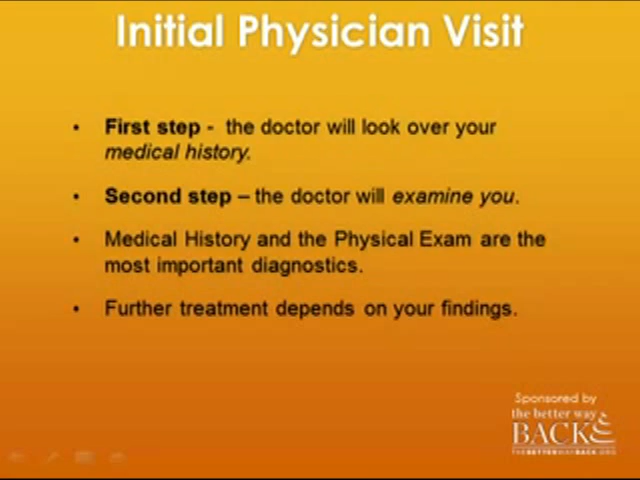 Initial Physician Visit
• First step - the doctor will look over your
medical history.
• Second step – the doctor will examine you.
• Medical History and the Physical Exam are the
most important diagnostics.
• Further treatment depends on your findings.
Sponsored by
the better way
BACK
THEBETTERWAYBACK.ORG